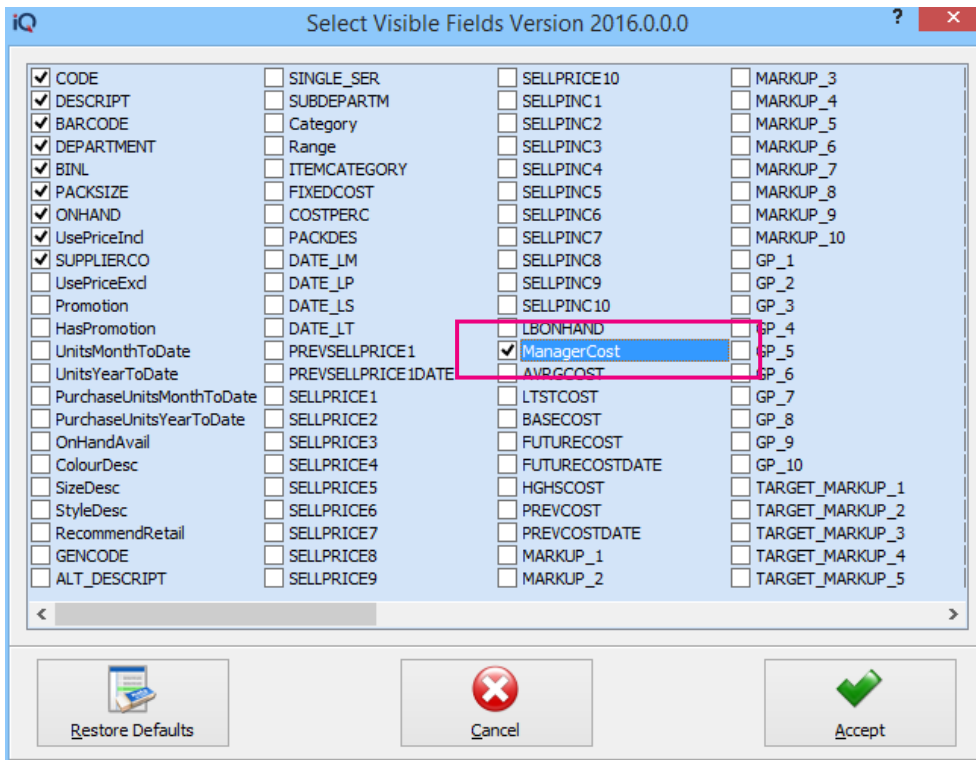 iQ
Select Visible Fields Version 2016.0.0.0
?
CODE
DESCRIPT
BARCODE
DEPARTMENT
BINL
PACKSIZE
ONHAND
UsePriceIncl
SUPPLIERCO
UsePriceExcl
Promotion
HasPromotion
UnitsMonthToDate
UnitsYearToDate
PurchaseUnitsMonthToDate
PurchaseUnitsYearToDate
OnHandAvail
ColourDesc
SizeDesc
StyleDesc
RecommendRetail
GENCODE
ALT_DESCRIPT
SINGLE_SER
SUBDEPARTM
Category
Range
ITEMCATEGORY
FIXEDCOST
COSTPERC
PACKDES
DATE_LM
DATE_LP
DATE_LS
DATE_LT
PREVSELLPRICE1
PREVSELLPRICE1DATE
SELLPRICE1
SELLPRICE2
SELLPRICE3
SELLPRICE4
SELLPRICE5
SELLPRICE6
SELLPRICE7
SELLPRICE8
SELLPRICE9
SELLPRICE10
SELLPINC1
SELLPINC2
SELLPINC3
SELLPINC4
SELLPINC5
SELLPINC6
SELLPINC7
SELLPINC8
SELLPINC9
SELLPINC10
LBONHAND
ManagerCost
AVRGCOST
LTSTCOST
BASECOST
FUTURECOST
FUTURECOSTDATE
HGHSCOST
PREVCOST
PREVCOSTDATE
MARKUP_1
MARKUP_2
MARKUP_3
MARKUP_4
MARKUP_5
MARKUP_6
MARKUP_7
MARKUP_8
MARKUP_9
MARKUP_10
GP_1
GP_2
GP_3
GP_4
GP_5
GP_6
GP_7
GP_8
GP_9
GP_10
TARGET_MARKUP_1
TARGET_MARKUP_2
TARGET_MARKUP_3
TARGET_MARKUP_4
TARGET_MARKUP_5
Restore Defaults
Cancel
Accept